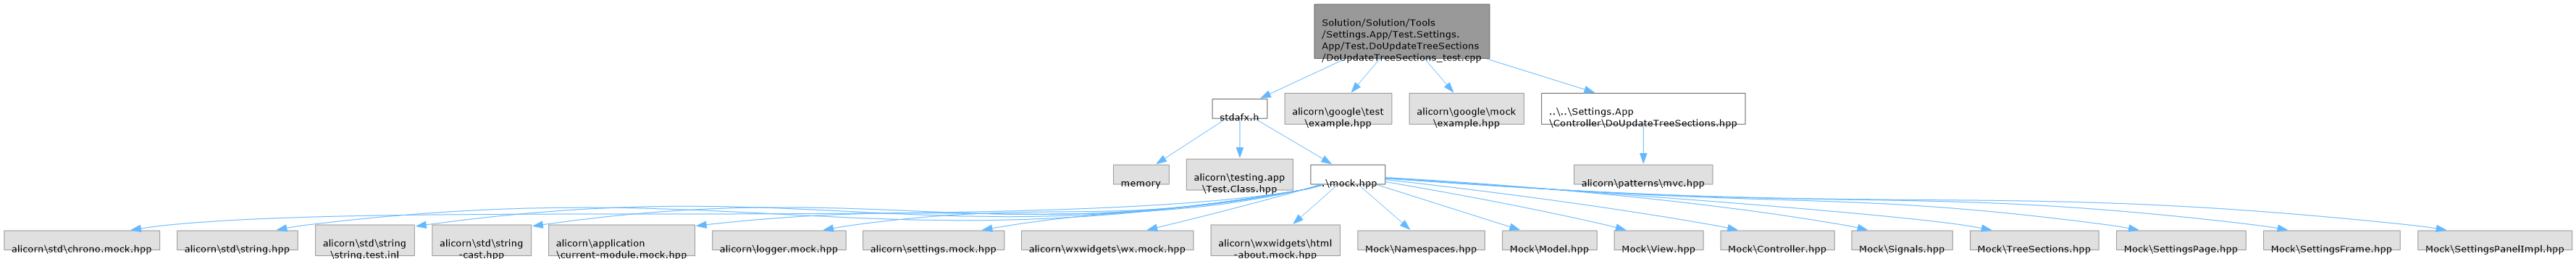 Solution/Solution/Tools
/Settings.App/Test.Settings.
App/Test.DoUpdateTreeSections
/DoUpdateTreeSections_test.cpp
stdafx.h
alicorn\google\test
\example.hpp
alicorn\google\mock
\example.hpp
..\..\Settings.App
\Controller\DoUpdateTreeSections.hpp
memory
alicorn\testing.app
\Test.Class.hpp
.\mock.hpp
alicorn\patterns\mvc.hpp
alicorn\std\chrono.mock.hpp
alicorn\std\string.hpp
alicorn\std\string
\string.test.inl
alicorn\std\string
-cast.hpp
alicorn\application
\current-module.mock.hpp
alicorn\logger.mock.hpp
alicorn\settings.mock.hpp
alicorn\wxwidgets\wx.mock.hpp
alicorn\wxwidgets\html
-about.mock.hpp
Mock\Namespaces.hpp
Mock\Model.hpp
Mock\View.hpp
Mock\Controller.hpp
Mock\Signals.hpp
Mock\TreeSections.hpp
Mock\SettingsPage.hpp
Mock\SettingsFrame.hpp
Mock\SettingsPanelImpl.hpp